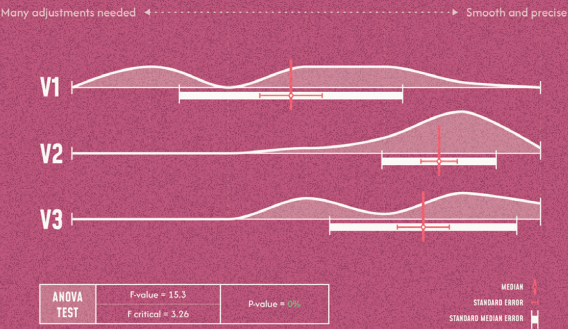 Many adjustments needed Smooth and precise
V1
V2
V3
ANOVA TEST
F-value = 15.3
F critical = 3.26
P-value = 0%
MEDIAN
STANDARD ERROR
STANDARD MEDIAN ERROR